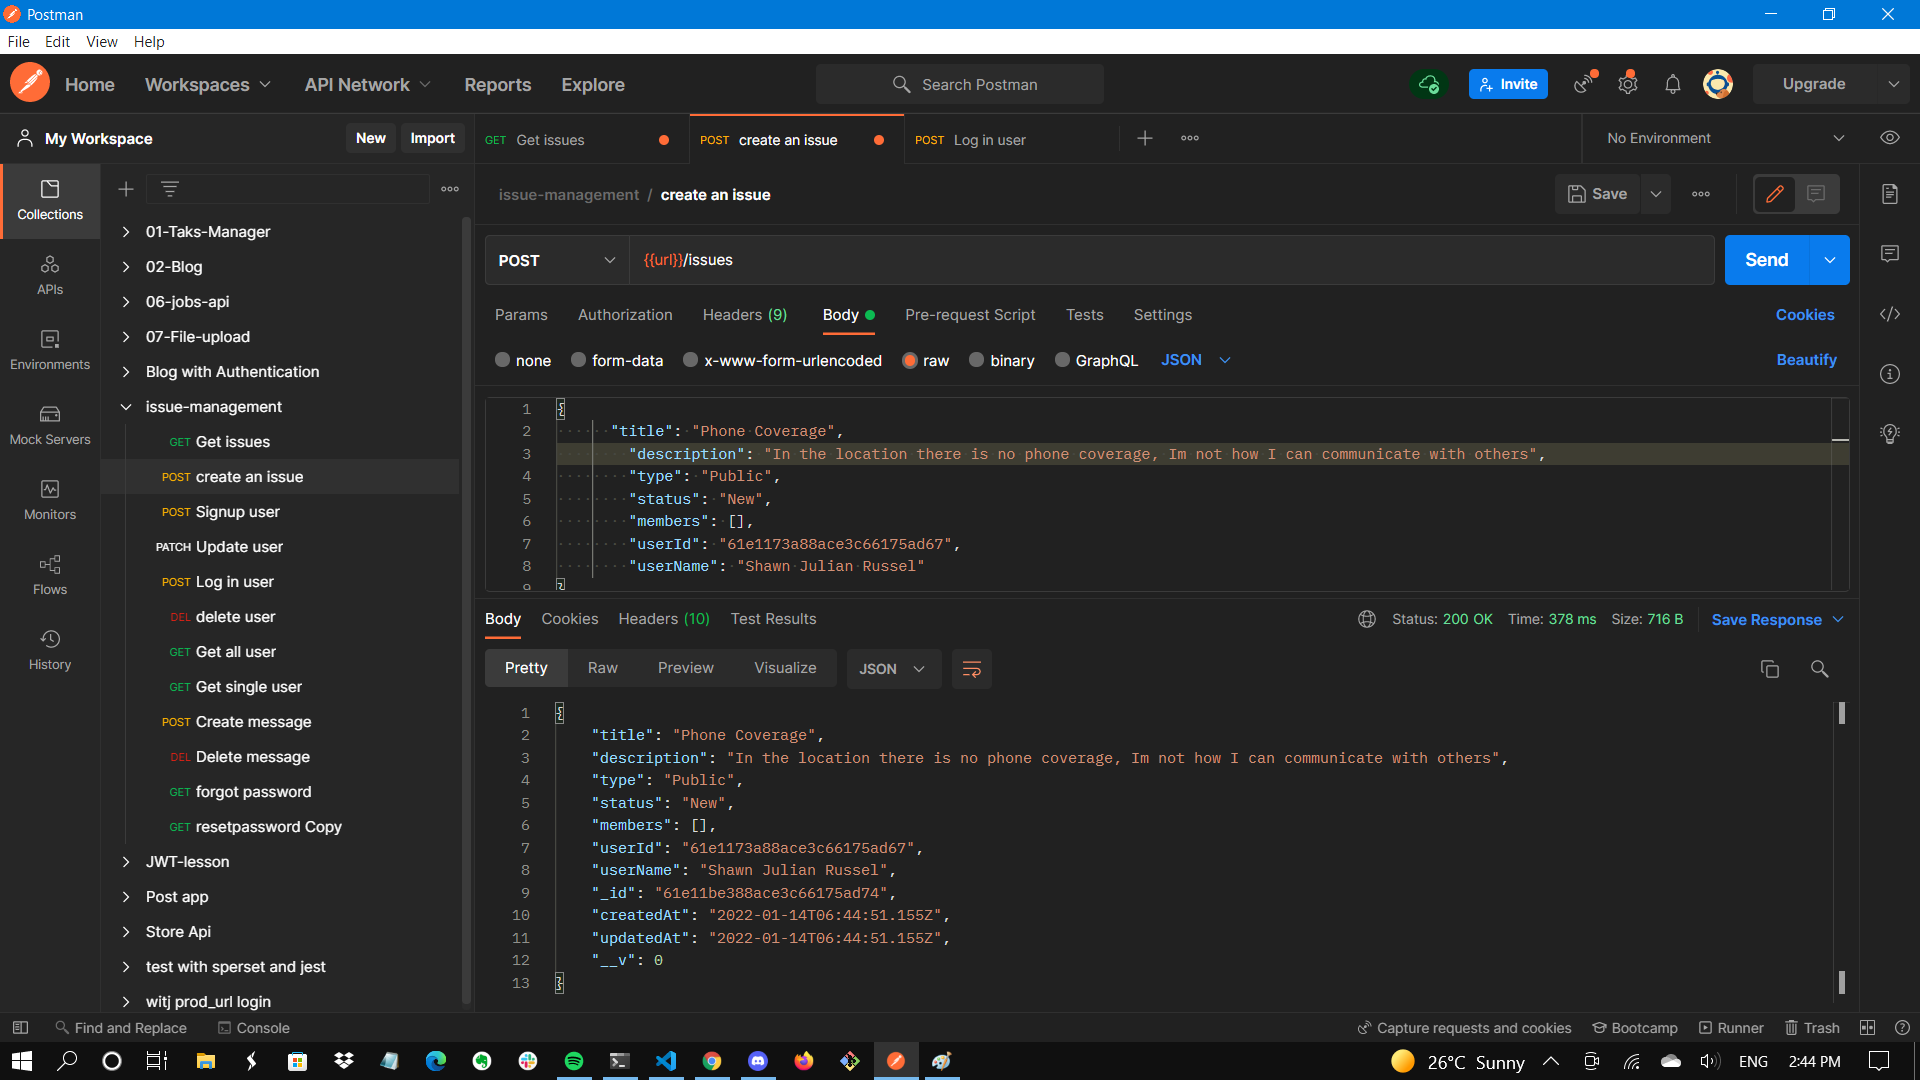 Postman
File Edit View Help
Home Workspaces API Network Reports Explore Search Postman Invite Upgrade
My Workspace New Import GET Get issues POST create an issue POST Log in user No Environment
issue-management / create an issue Save
Collections
APIs
Environments
Mock Servers
Monitors
Flows
History
01-Taks-Manager
02-Blog
06-jobs-api
07-File-upload
Blog with Authentication
issue-management
GET Get issues
POST create an issue
POST Signup user
PATCH Update user
POST Log in user
DEL delete user
GET Get all user
GET Get single user
POST Create message
DEL Delete message
GET forgot password
GET resetpassword Copy
JWT-lesson
Post app
Store Api
test with sperset and jest
witj prod_url login
POST {{url}}/issues Send
Params Authorization Headers (9) Body Pre-request Script Tests Settings Cookies
none form-data x-www-form-urlencoded raw binary GraphQL JSON Beautify
1 {
2 "title": "Phone Coverage",
3 "description": "In the location there is no phone coverage, Im not how I can communicate with others",
4 "type": "Public",
5 "status": "New",
6 "members": [],
7 "userId": "61e1173a88ace3c66175ad67",
8 "userName": "Shawn Julian Russel"
9 }
Body Cookies Headers (10) Test Results Status: 200 OK Time: 378 ms Size: 716 B Save Response
Pretty Raw Preview Visualize JSON
1 {
2 "title": "Phone Coverage",
3 "description": "In the location there is no phone coverage, Im not how I can communicate with others",
4 "type": "Public",
5 "status": "New",
6 "members": [],
7 "userId": "61e1173a88ace3c66175ad67",
8 "userName": "Shawn Julian Russel",
9 "_id": "61e11be388ace3c66175ad74",
10 "createdAt": "2022-01-14T06:44:51.155Z",
11 "updatedAt": "2022-01-14T06:44:51.155Z",
12 "__v": 0
13 }
Find and Replace Console Capture requests and cookies Bootcamp Runner Trash
26°C Sunny ENG 2:44 PM